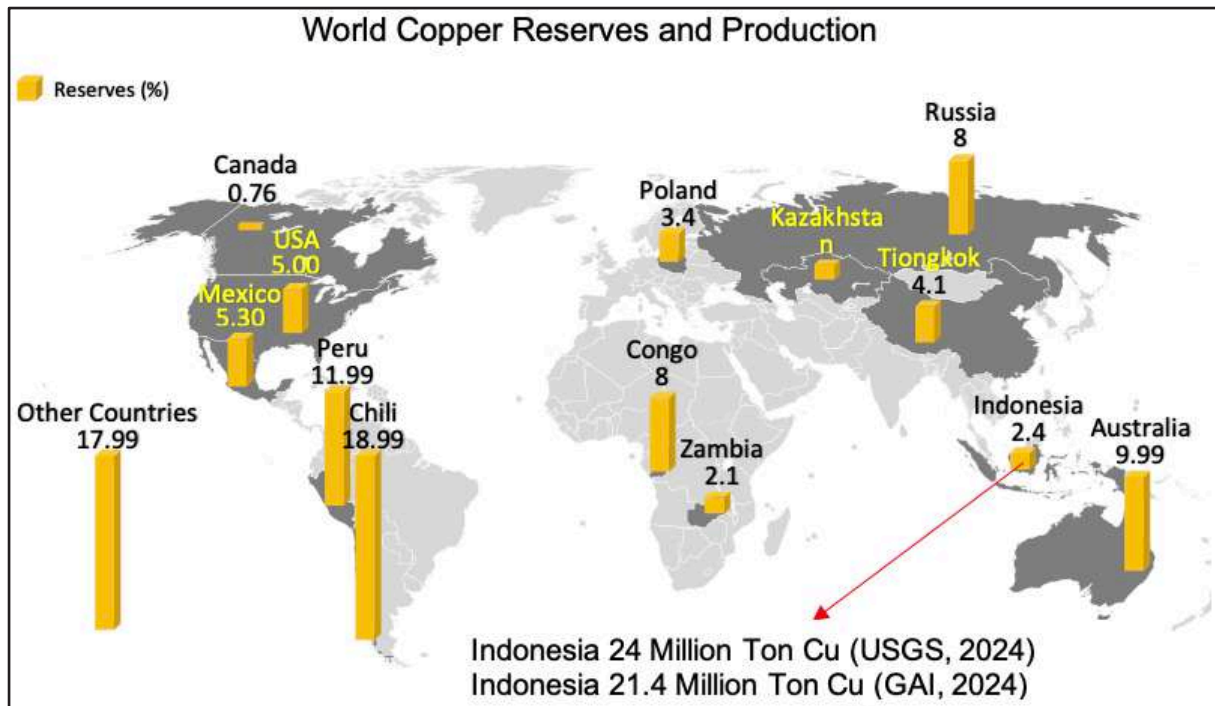 World Copper Reserves and Production
Reserves (%)
Russia
8
Canada
0.76
Poland
3.4
Kazakhsta
n
USA
5.00
Tiongkok
4.1
Mexico
5.30
Peru
11.99
Congo
8
Other Countries
17.99
Chili
18.99
Zambia
2.1
Indonesia
2.4
Australia
9.99
Indonesia 24 Million Ton Cu (USGS, 2024)
Indonesia 21.4 Million Ton Cu (GAI, 2024)